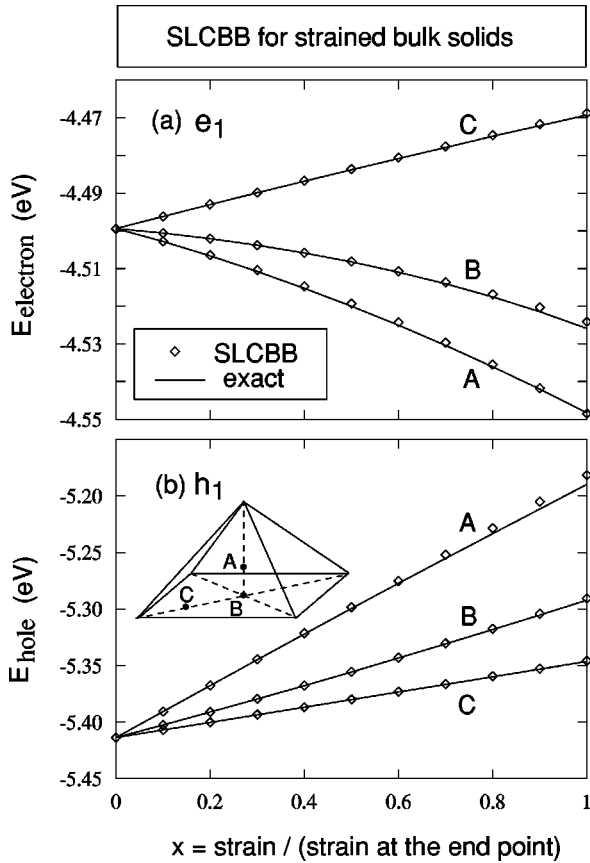 SLCBB for strained bulk solids
(a) e1
C
B
A
-4.47
-4.49
-4.51
-4.53
-4.55
Eelectron (eV)
SLCBB
exact
(b) h1
A
B
C
A
C
B
-5.20
-5.25
-5.30
-5.35
-5.40
-5.45
Ehole (eV)
0 0.2 0.4 0.6 0.8 1
x = strain / (strain at the end point)